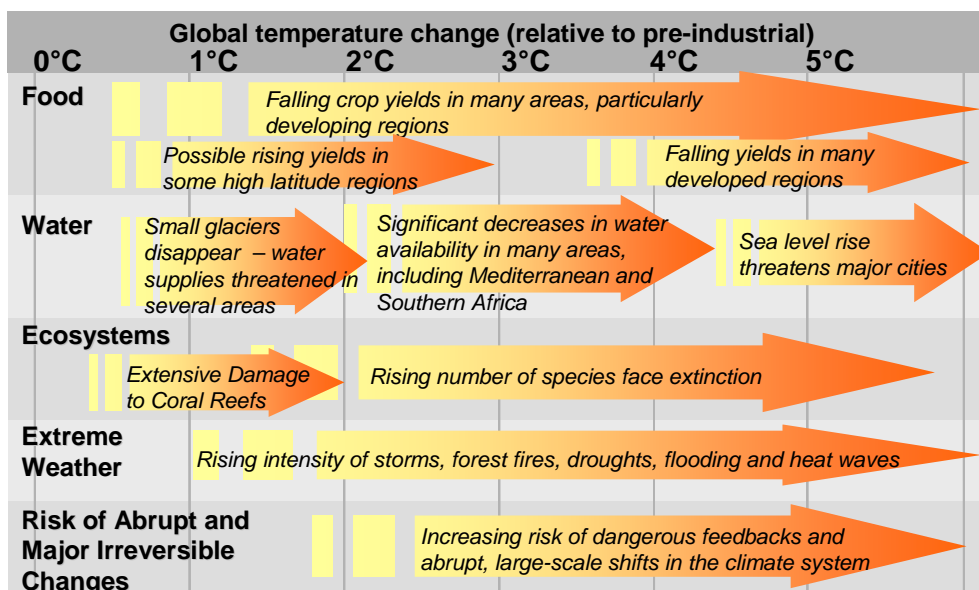 Global temperature change (relative to pre-industrial)
0°C 1°C 2°C 3°C 4°C 5°C
Food
Falling crop yields in many areas, particularly
developing regions
Possible rising yields in
some high latitude regions
Falling yields in many
developed regions
Water
Small glaciers
disappear – water
supplies threatened in
several areas
Significant decreases in water
availability in many areas,
including Mediterranean and
Southern Africa
Sea level rise
threatens major cities
Ecosystems
Extensive Damage
to Coral Reefs
Rising number of species face extinction
Extreme
Weather
Rising intensity of storms, forest fires, droughts, flooding and heat waves
Risk of Abrupt and
Major Irreversible
Changes
Increasing risk of dangerous feedbacks and
abrupt, large-scale shifts in the climate system